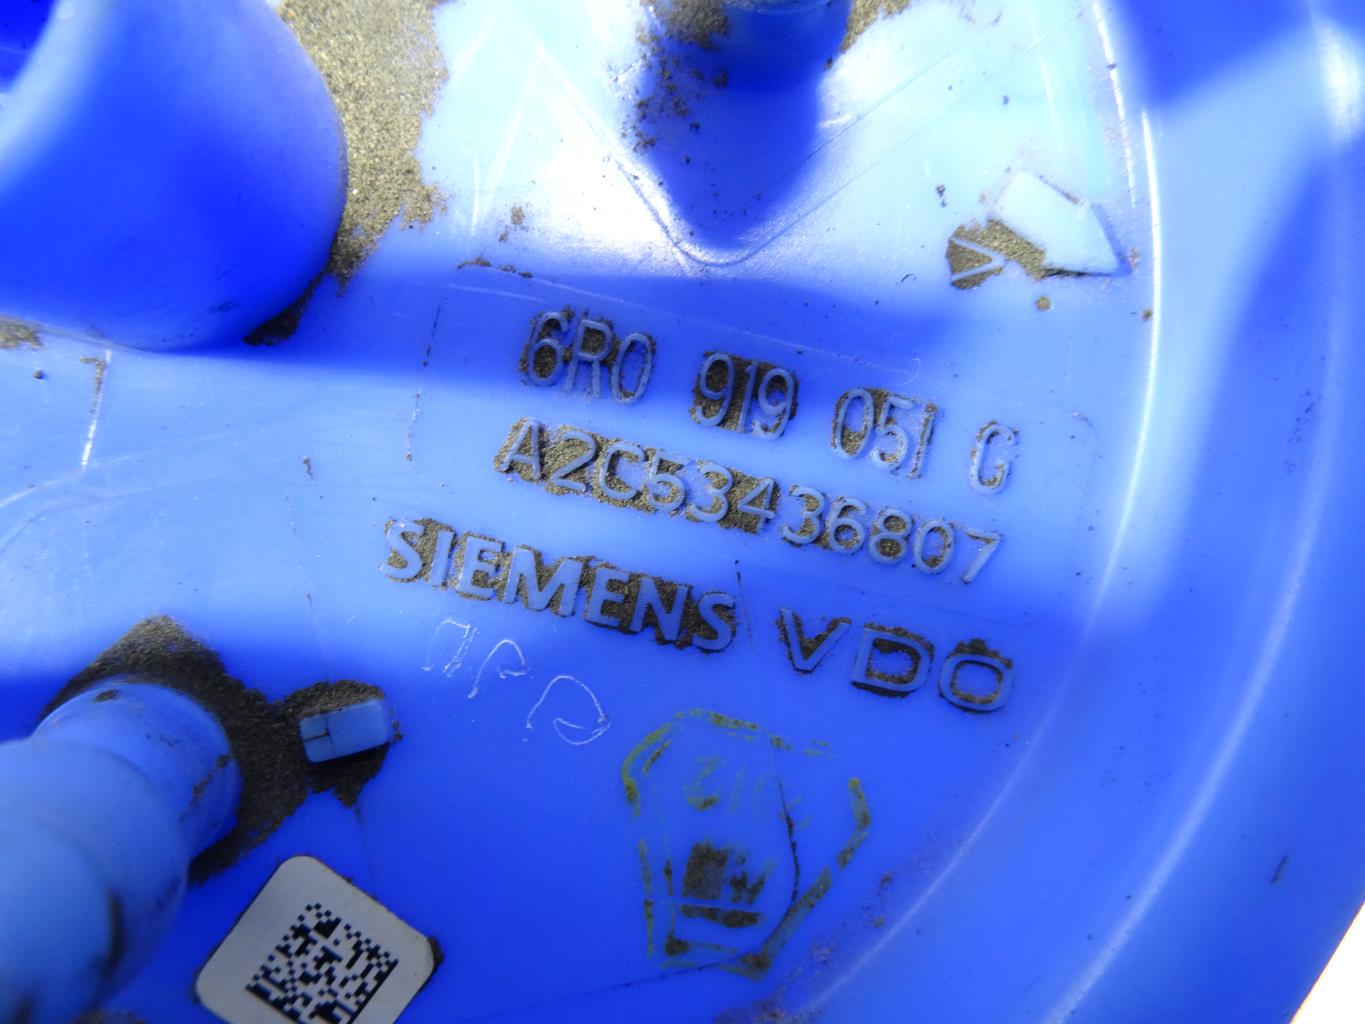 6R0 919 051 G
A2C53436807
SIEMENS VDO